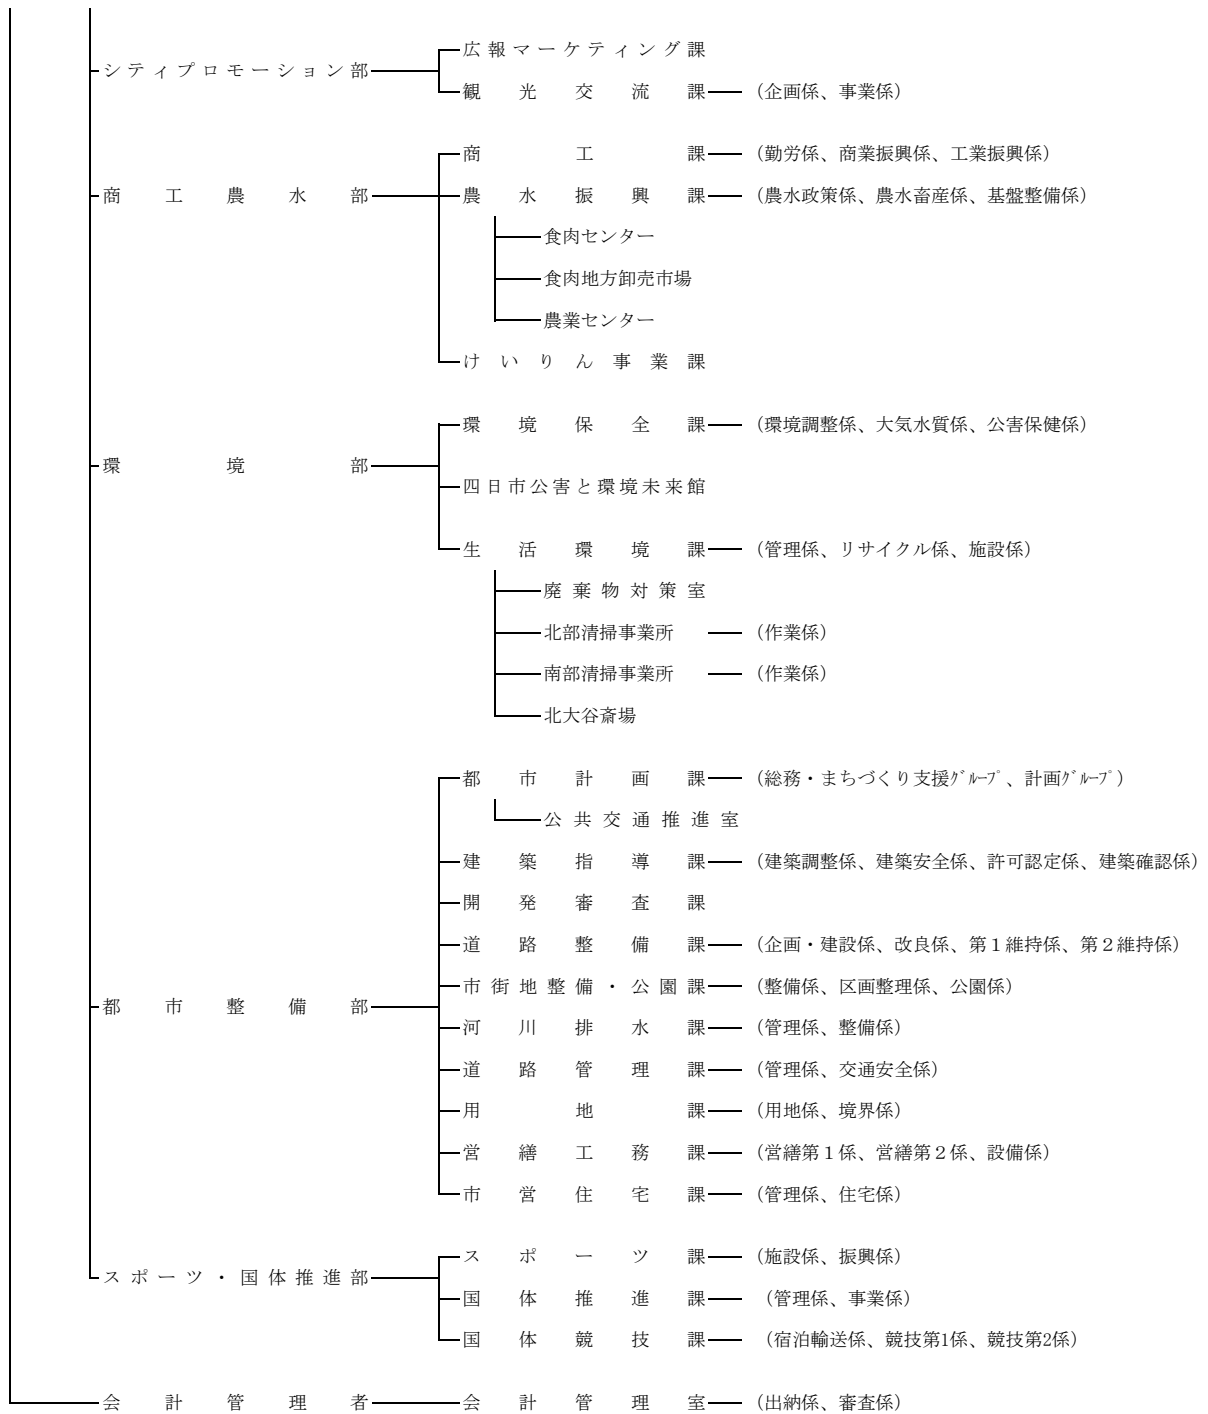 広報マーケティング課
シティプロモーション部
観光交流課 (企画係、事業係)
商工課 (勤労係、商業振興係、工業振興係)
商工農水部 農水振興課 (農水政策係、農水畜産係、基盤整備係)
食肉センター
食肉地方卸売市場
農業センター
けいりん事業課
環境保全課 (環境調整係、大気水質係、公害保健係)
環境部
四日市公害と環境未来館
生活環境課 (管理係、リサイクル係、施設係)
廃棄物対策室
北部清掃事業所 (作業係)
南部清掃事業所 (作業係)
北大谷斎場
都市計画課 (総務・まちづくり支援ｸﾞﾙｰﾌﾟ、計画ｸﾞﾙｰﾌﾟ)
公共交通推進室
建築指導課 (建築調整係、建築安全係、許可認定係、建築確認係)
開発審査課
道路整備課 (企画・建設係、改良係、第１維持係、第２維持係)
市街地整備・公園課 (整備係、区画整理係、公園係)
都市整備部
河川排水課 (管理係、整備係)
道路管理課 (管理係、交通安全係)
用地課 (用地係、境界係)
営繕工務課 (営繕第１係、営繕第２係、設備係)
市営住宅課 (管理係、住宅係)
スポーツ課 (施設係、振興係)
スポーツ・国体推進部
国体推進課 (管理係、事業係)
国体競技課 (宿泊輸送係、競技第1係、競技第2係)
会計管理者 会計管理室 (出納係、審査係)